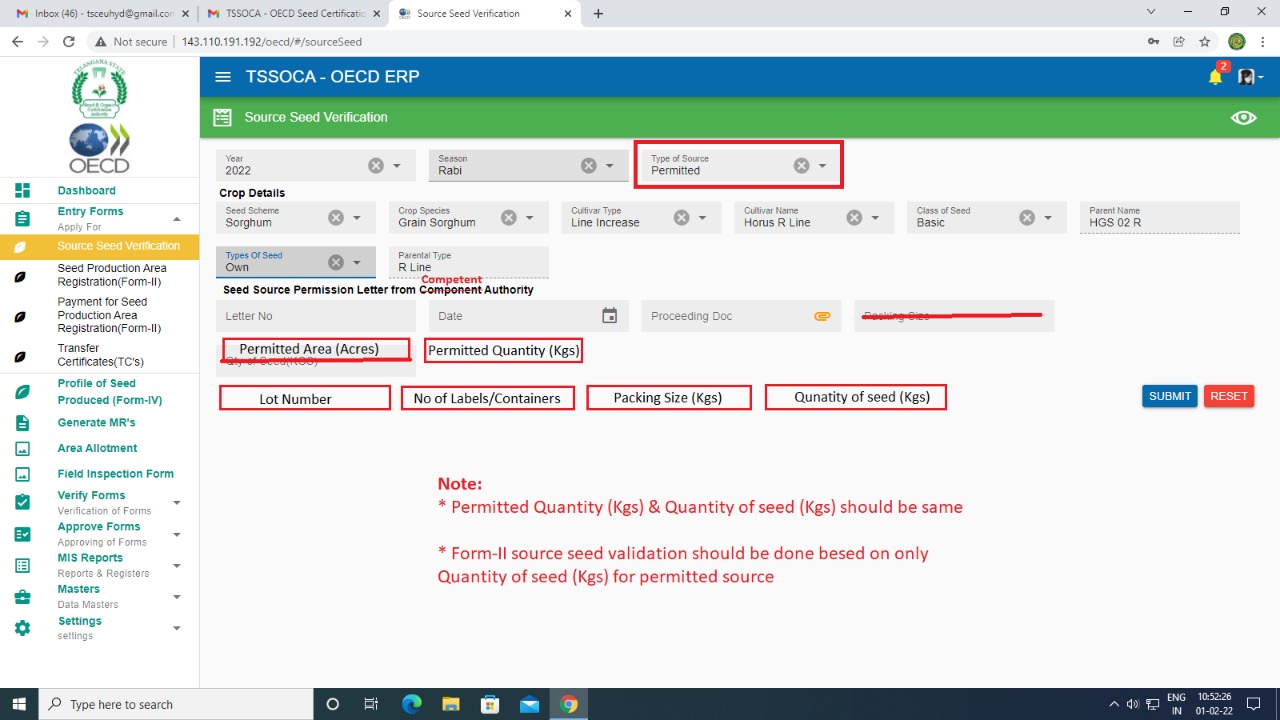 Inbox (46) - tsceuhyd@gmail.com
TSSOCA - OECD Seed Certificatio
Source Seed Verification
Not secure
143.110.191.192/oecd/#/sourceSeed
TELANGANA STATE
Seed & Organic
Certification
Authority
OECD
TSSOCA - OECD ERP
2
Source Seed Verification
Dashboard
Entry Forms
Apply For
Source Seed Verification
Seed Production Area
Registration(Form-II)
Payment for Seed
Production Area
Registration(Form-II)
Transfer
Certificates(TC's)
Profile of Seed
Produced (Form-IV)
Generate MR's
Area Allotment
Field Inspection Form
Verify Forms
Verification of Forms
Approve Forms
Approving of Forms
MIS Reports
Reports & Registers
Masters
Data Masters
Settings
settings
Year
2022
Season
Rabi
Type of Source
Permitted
Crop Details
Seed Scheme
Sorghum
Crop Species
Grain Sorghum
Cultivar Type
Line Increase
Cultivar Name
Horus R Line
Class of Seed
Basic
Parent Name
HGS 02 R
Types Of Seed
Own
Parental Type
R Line
Competent
Seed Source Permission Letter from Component Authority
Letter No
Date
Proceeding Doc
Packing Size
Permitted Area (Acres)
Permitted Quantity (Kgs)
Qty of Seed(KGS)
Lot Number
No of Labels/Containers
Packing Size (Kgs)
Qunatity of seed (Kgs)
SUBMIT
RESET
Note:
* Permitted Quantity (Kgs) & Quantity of seed (Kgs) should be same
* Form-II source seed validation should be done besed on only
Quantity of seed (Kgs) for permitted source
Type here to search
ENG
IN
10:52:26
01-02-22